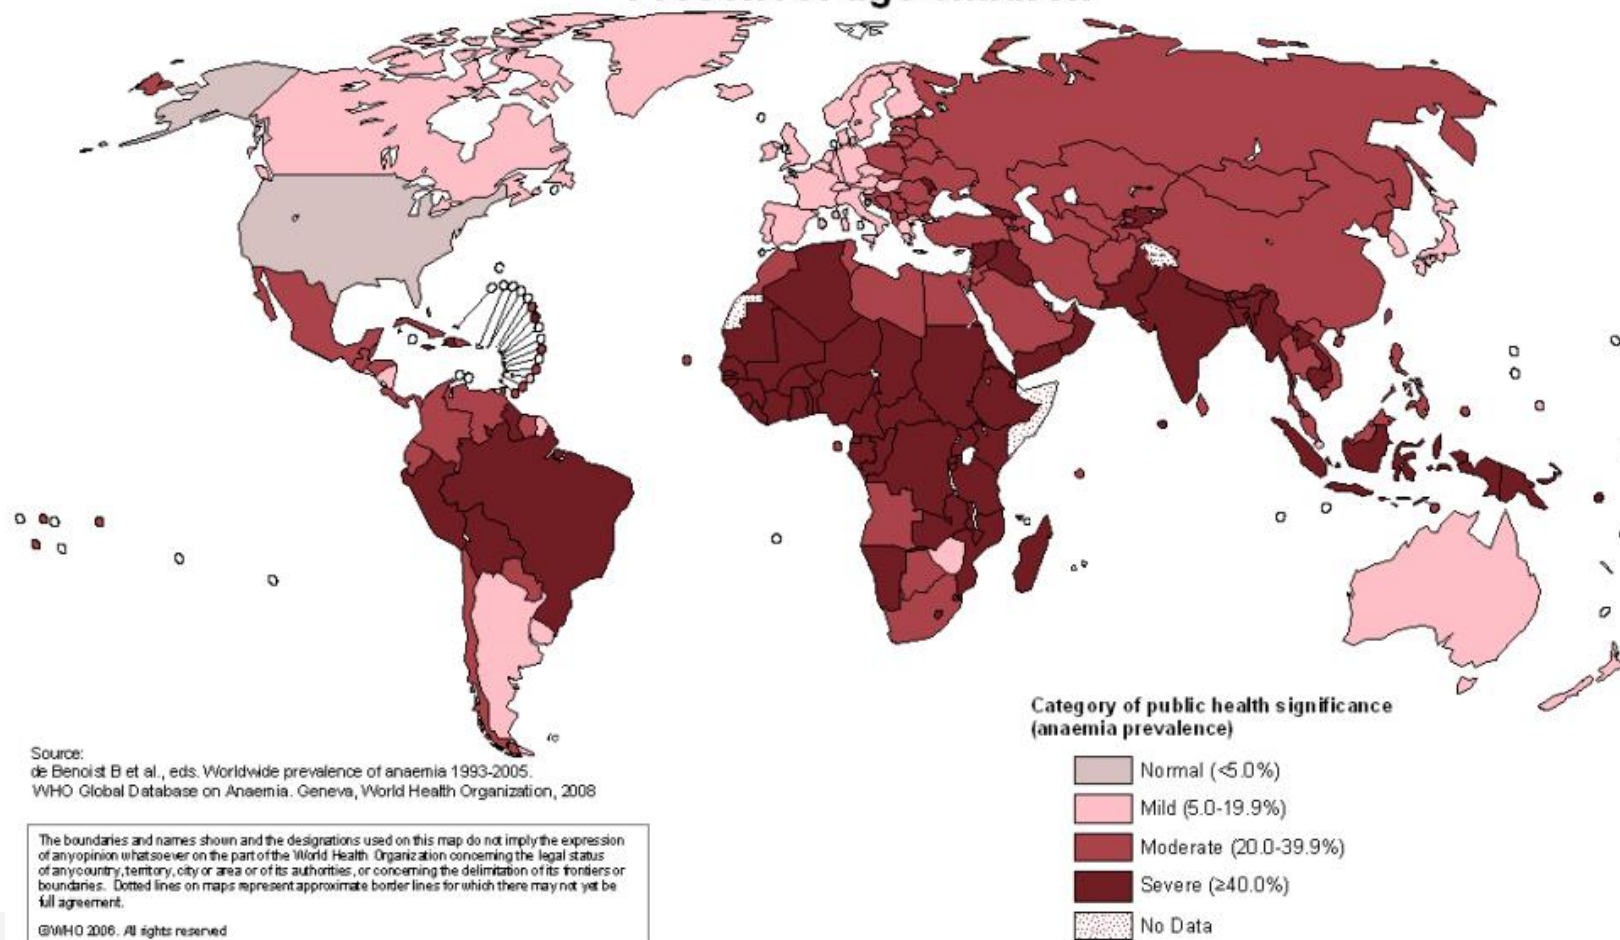 Source:
de Benoist B et al., eds. Worldwide prevalence of anaemia 1993-2005.
WHO Global Database on Anaemia. Geneva, World Health Organization, 2008
The boundaries and names shown and the designations used on this map do not imply the expression
of any opinion whatsoever on the part of the World Health Organization concerning the legal status
of any country, territory, city or area or of its authorities, or concerning the delimitation of its frontiers or
boundaries. Dotted lines on maps represent approximate border lines for which there may not yet be
full agreement.
©WHO 2006. All rights reserved
Category of public health significance
(anaemia prevalence)
Normal (<5.0%)
Mild (5.0-19.9%)
Moderate (20.0-39.9%)
Severe (≥40.0%)
No Data